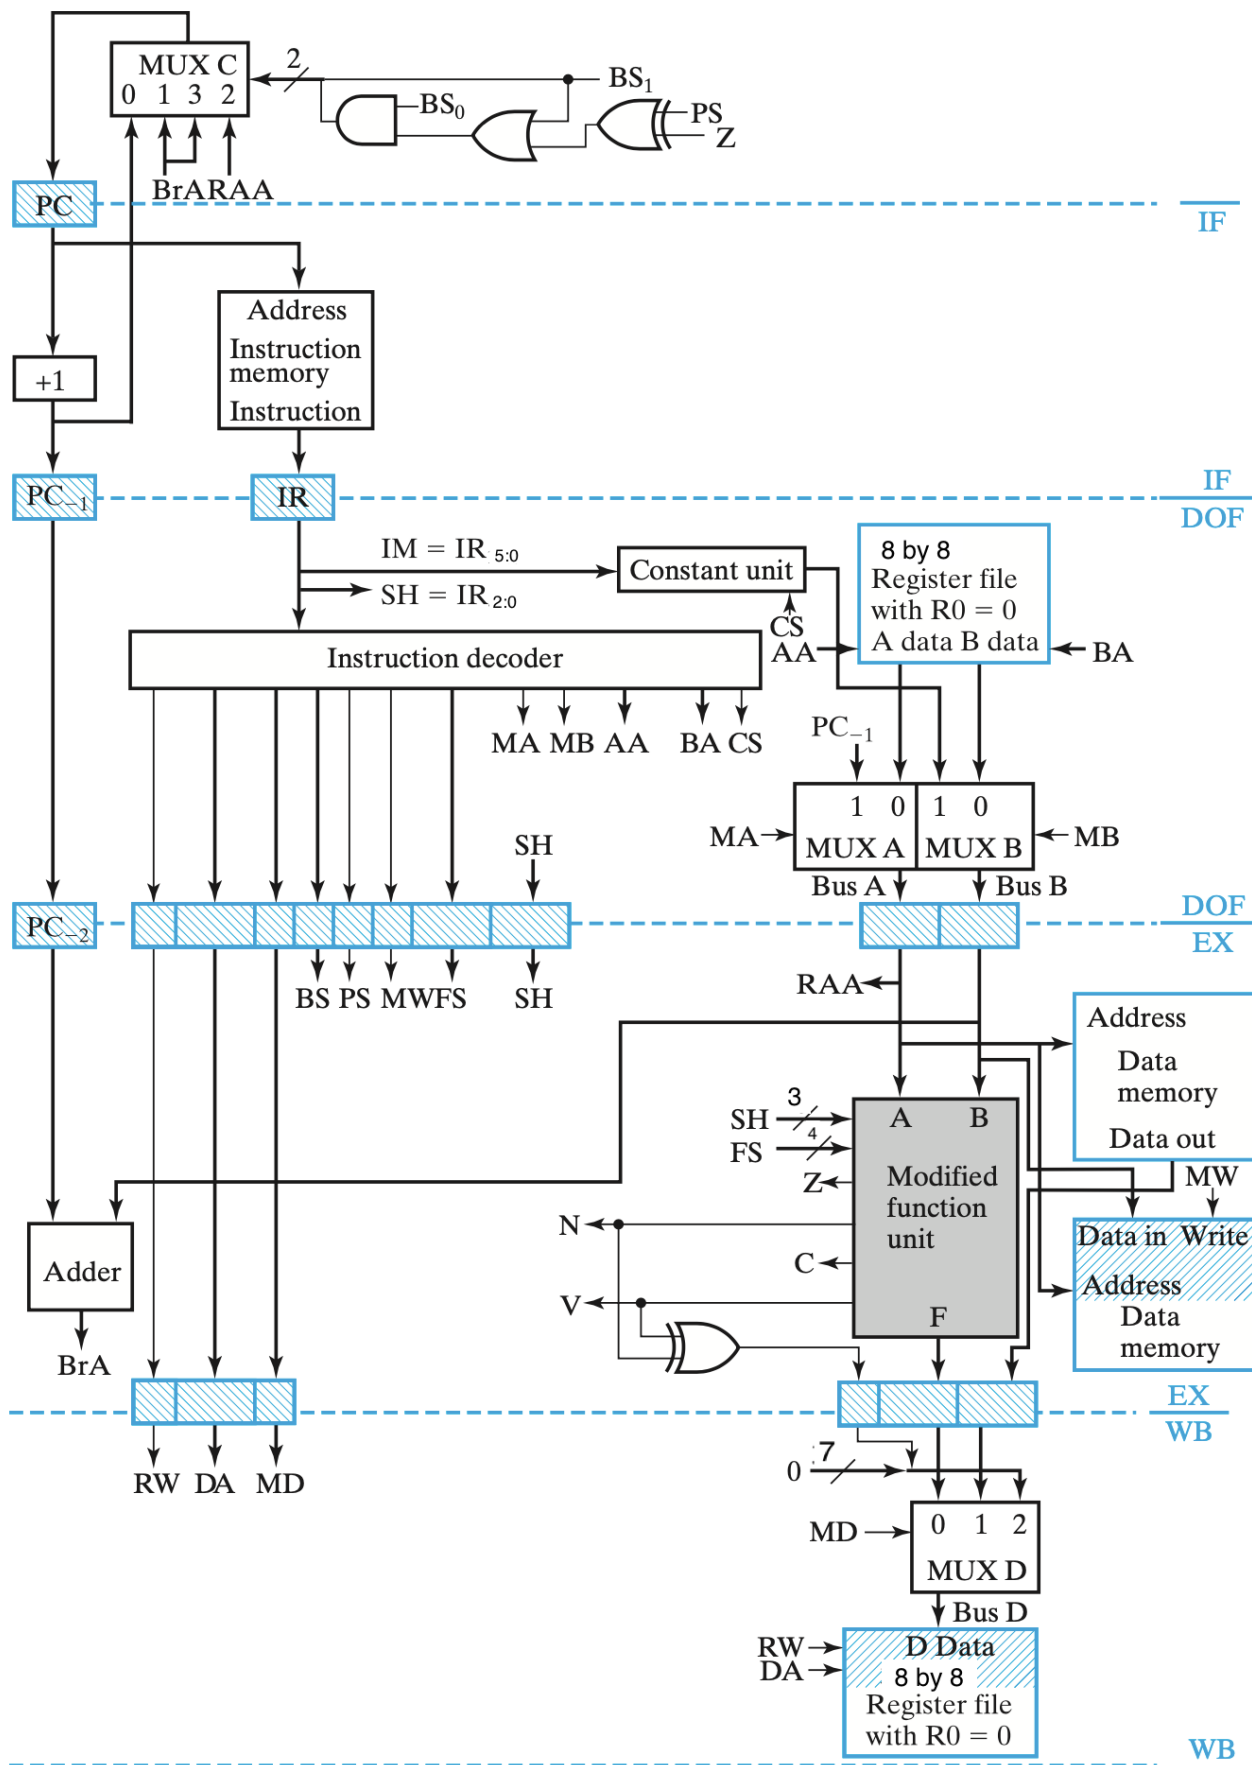 MUX C
0 1 3 2
2
BS1
BS0
PS
Z
BrA
RAA
PC
IF
Address
Instruction
memory
Instruction
+1
PC−1
IR
IF
DOF
IM = IR 5:0
SH = IR 2:0
Constant unit
CS
8 by 8
Register file
with R0 = 0
A data B data
AA
BA
Instruction decoder
MA MB AA BA CS
PC−1
1 0 1 0
MA
MUX A MUX B
MB
SH
Bus A
Bus B
PC−2
DOF
EX
BS PS MW FS SH
RAA
Address
Data
memory
Data out
MW
SH
3
FS
4
A B
Modified
function
unit
Z
N
C
V
F
Data in Write
Address
Data
memory
Adder
BrA
EX
WB
RW DA MD
0
:7
MD
0 1 2
MUX D
Bus D
RW
DA
D Data
8 by 8
Register file
with R0 = 0
WB